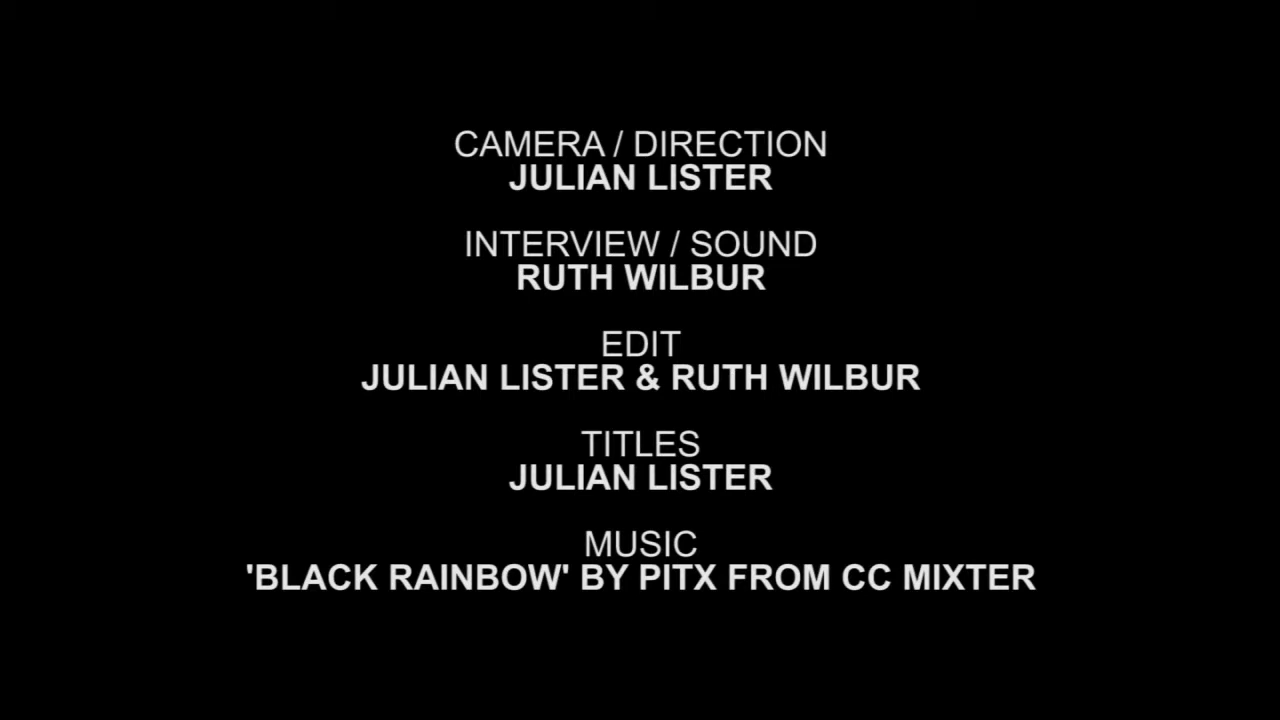 CAMERA / DIRECTION
JULIAN LISTER
INTERVIEW / SOUND
RUTH WILBUR
EDIT
JULIAN LISTER & RUTH WILBUR
TITLES
JULIAN LISTER
MUSIC
'BLACK RAINBOW' BY PITX FROM CC MIXTER